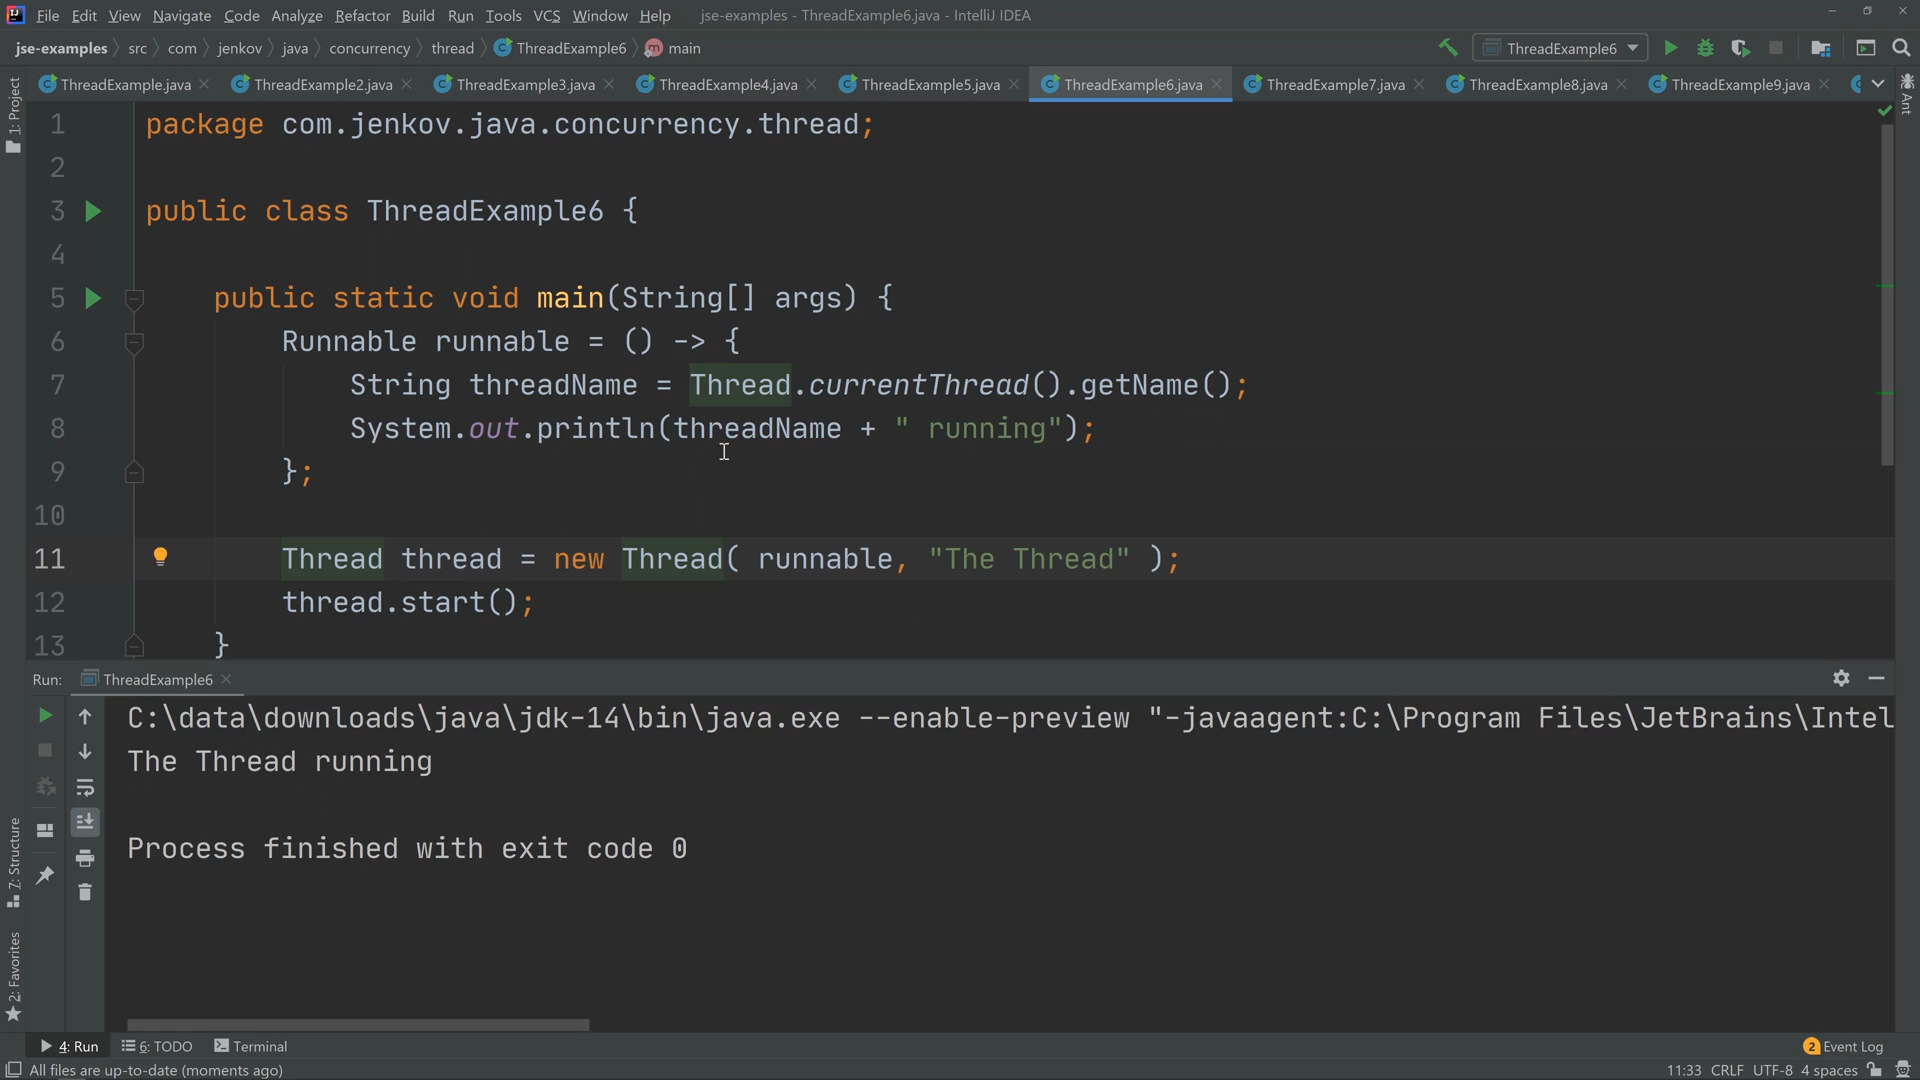 File Edit View Navigate Code Analyze Refactor Build Run Tools VCS Window Help jse-examples - ThreadExample6.java - IntelliJ IDEA
jse-examples src com jenkov java concurrency thread ThreadExample6 main ThreadExample6
ThreadExample.java ThreadExample2.java ThreadExample3.java ThreadExample4.java ThreadExample5.java ThreadExample6.java ThreadExample7.java ThreadExample8.java ThreadExample9.java
1: Project
Ant
1 package com.jenkov.java.concurrency.thread;
2
3 public class ThreadExample6 {
4
5 public static void main(String[] args) {
6 Runnable runnable = () -> {
7 String threadName = Thread.currentThread().getName();
8 System.out.println(threadName + " running");
9 };
10
11 Thread thread = new Thread( runnable, "The Thread" );
12 thread.start();
13 }
Run: ThreadExample6
C:\data\downloads\java\jdk-14\bin\java.exe --enable-preview "-javaagent:C:\Program Files\JetBrains\Intel
The Thread running
Process finished with exit code 0
7: Structure
2: Favorites
4: Run 6: TODO Terminal 2 Event Log
All files are up-to-date (moments ago) 11:33 CRLF UTF-8 4 spaces